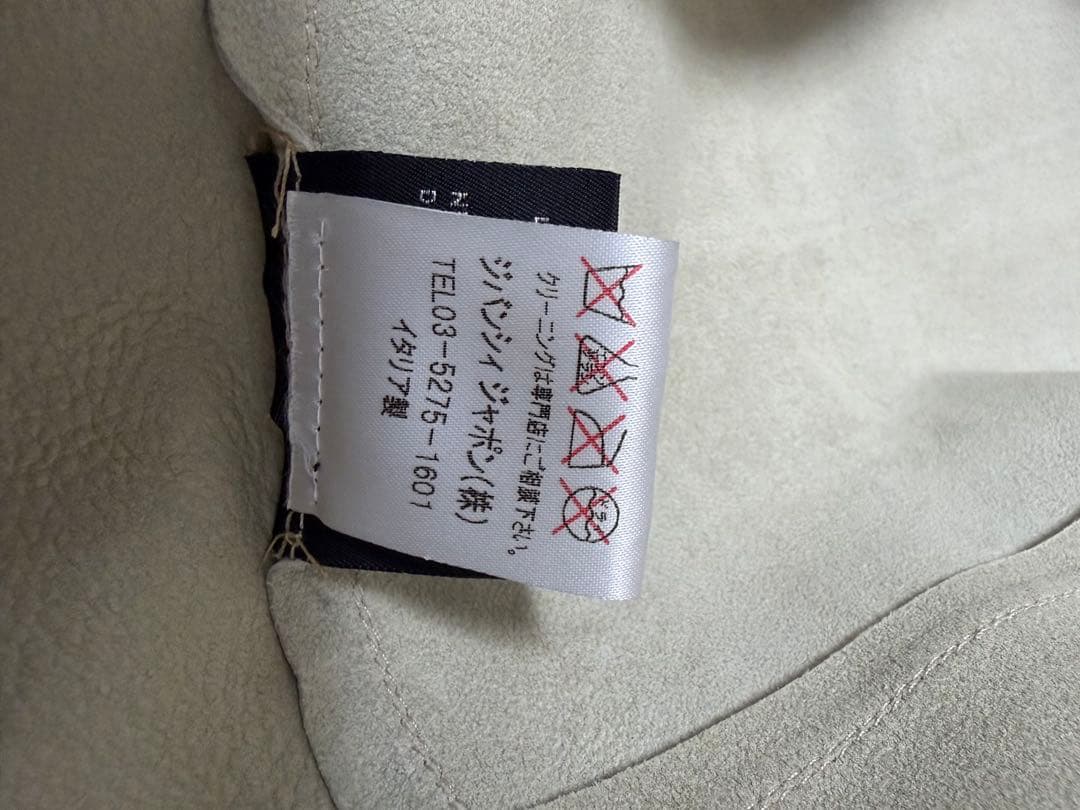 クリーニングは専門店にご相談下さい。
ジバンシィ ジャポン(株)
TEL03-5275-1601
イタリア製